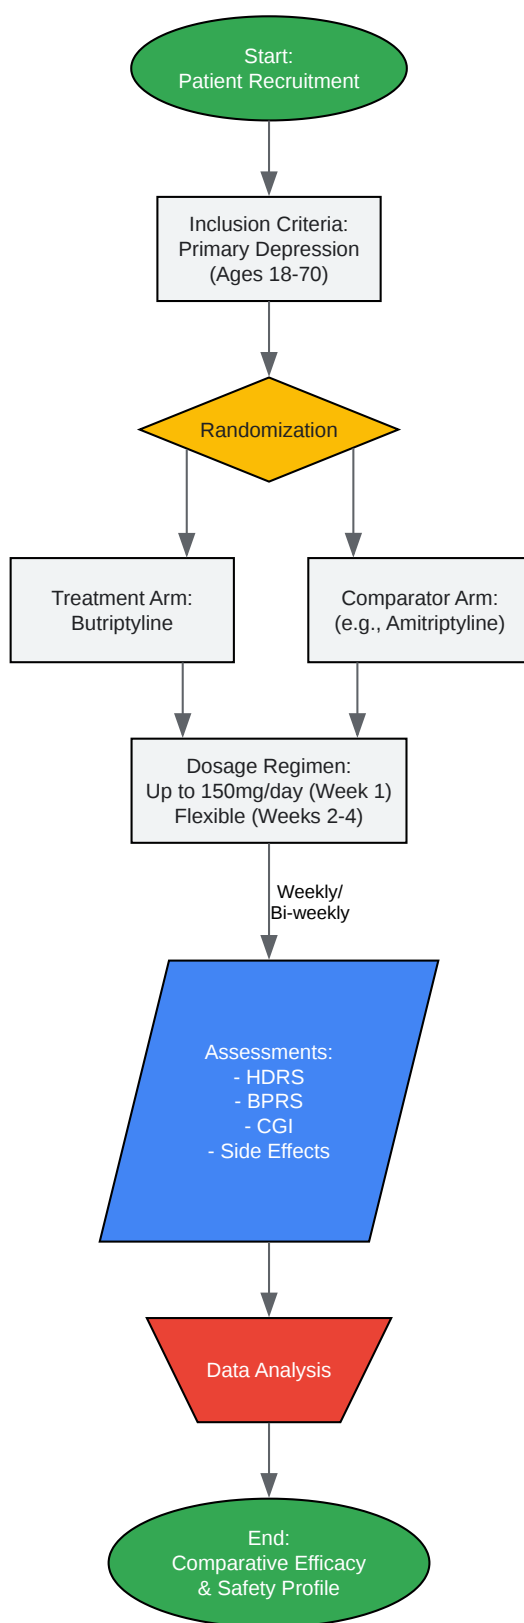 Start:
Patient Recruitment
Inclusion Criteria:
Primary Depression
(Ages 18-70)
Randomization
Treatment Arm:
Butriptyline
Comparator Arm:
(e.g., Amitriptyline)
Dosage Regimen:
Up to 150mg/day (Week 1)
Flexible (Weeks 2-4)
Weekly/
Bi-weekly
Assessments:
- HDRS
- BPRS
- CGI
- Side Effects
Data Analysis
End:
Comparative Efficacy
& Safety Profile